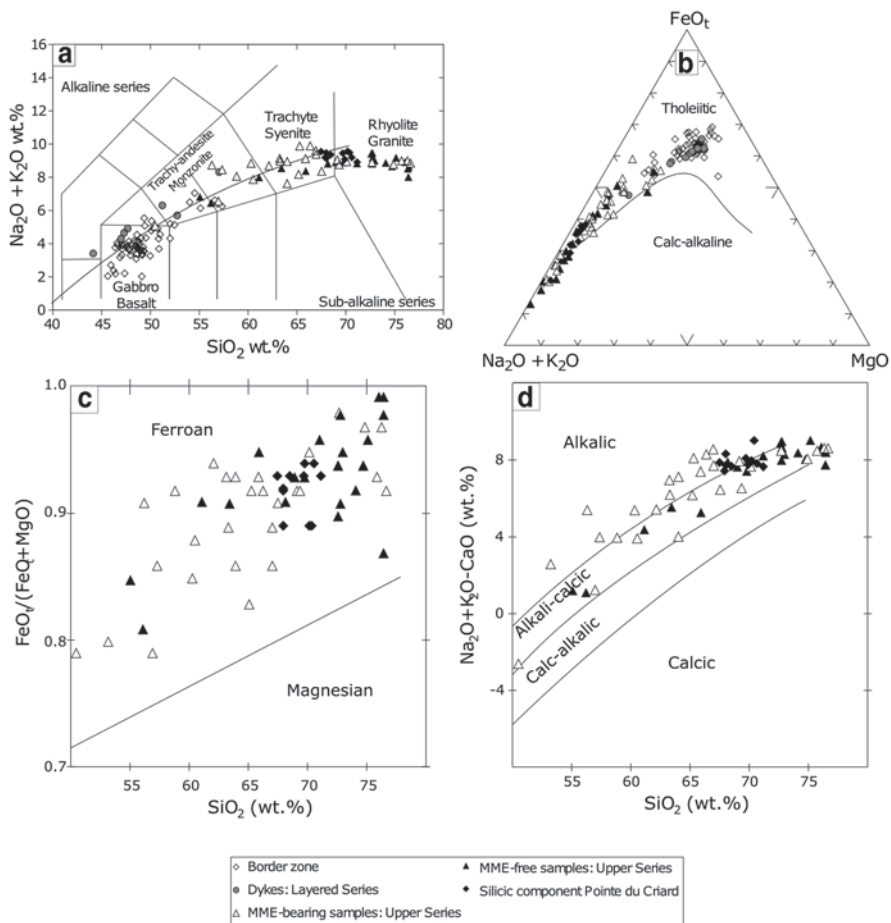 a
Na2O + K2O wt.%
16
14
12
10
8
6
4
2
0
Alkaline series
Trachy-andesite
Monzonite
Trachyte
Syenite
Rhyolite
Granite
Gabbro
Basalt
Sub-alkaline series
40 45 50 55 60 65 70 75 80
SiO2 wt.%
FeOt
b
Tholeiitic
Calc-alkaline
Na2O +K2O
MgO
c
FeOt/(FeOt+MgO)
1.0
0.9
0.8
0.7
Ferroan
Magnesian
55 60 65 70 75
SiO2 (wt.%)
d
Na2O+K2O-CaO (wt.%)
8
4
0
-4
Alkalic
Alkali-calcic
Calc-alkalic
Calcic
55 60 65 70 75
SiO2 (wt.%)
Border zone
Dykes: Layered Series
MME-bearing samples: Upper Series
MME-free samples: Upper Series
Silicic component Pointe du Criard